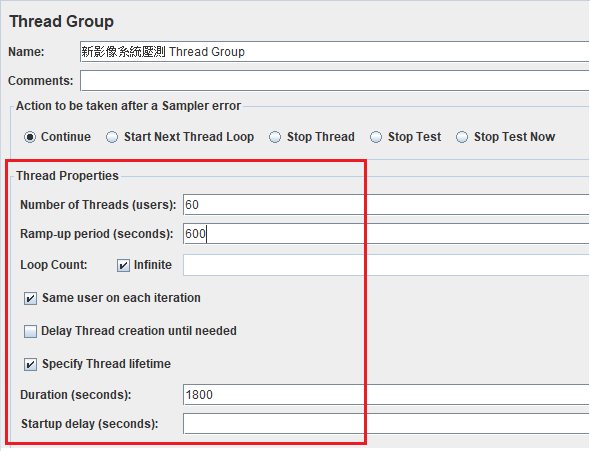 Thread Group
Name: 新影像系統壓測 Thread Group
Comments:
Action to be taken after a Sampler error
Continue Start Next Thread Loop Stop Thread Stop Test Stop Test Now
Thread Properties
Number of Threads (users): 60
Ramp-up period (seconds): 600
Loop Count: Infinite
Same user on each iteration
Delay Thread creation until needed
Specify Thread lifetime
Duration (seconds): 1800
Startup delay (seconds):